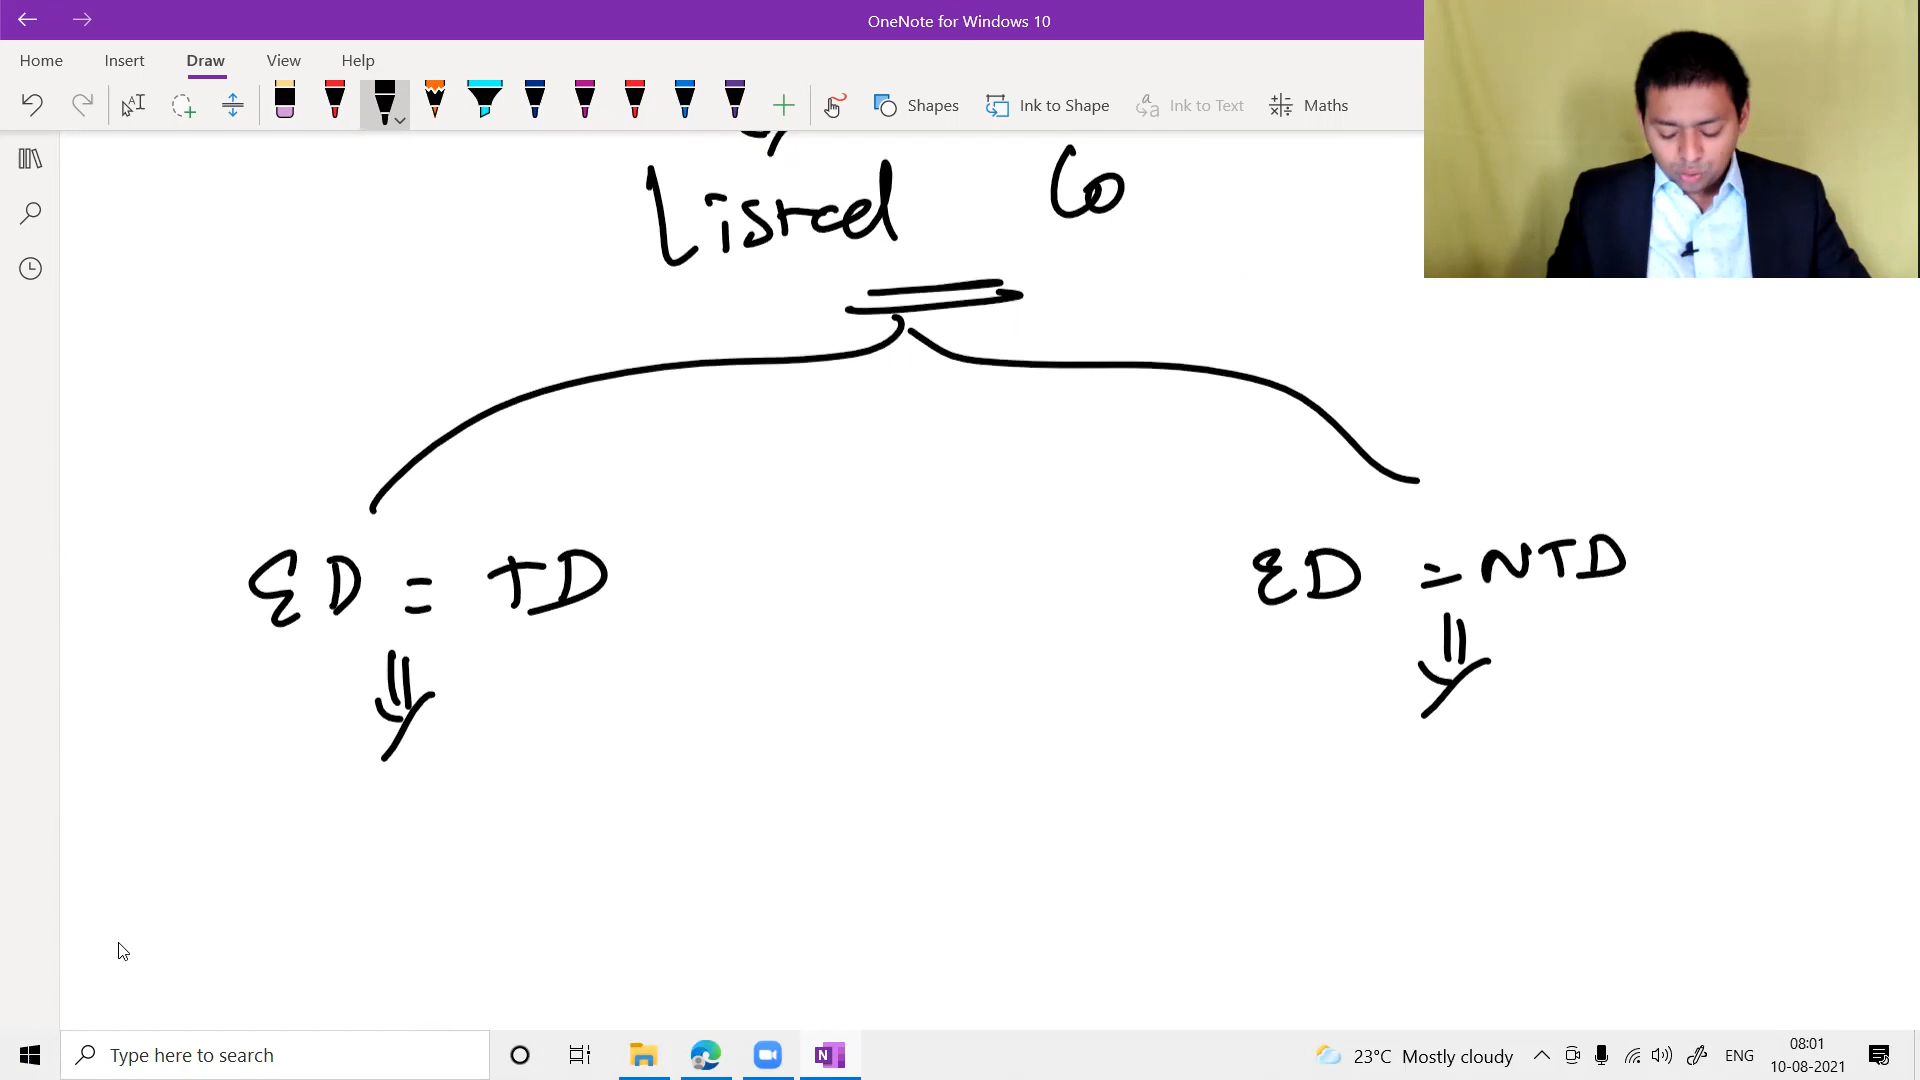 OneNote for Windows 10
Home Insert Draw View Help
Shapes Ink to Shape Ink to Text Maths
Listed Co
ED = TD
ED = NTD
Type here to search
23°C Mostly cloudy ENG 08:01
10-08-2021